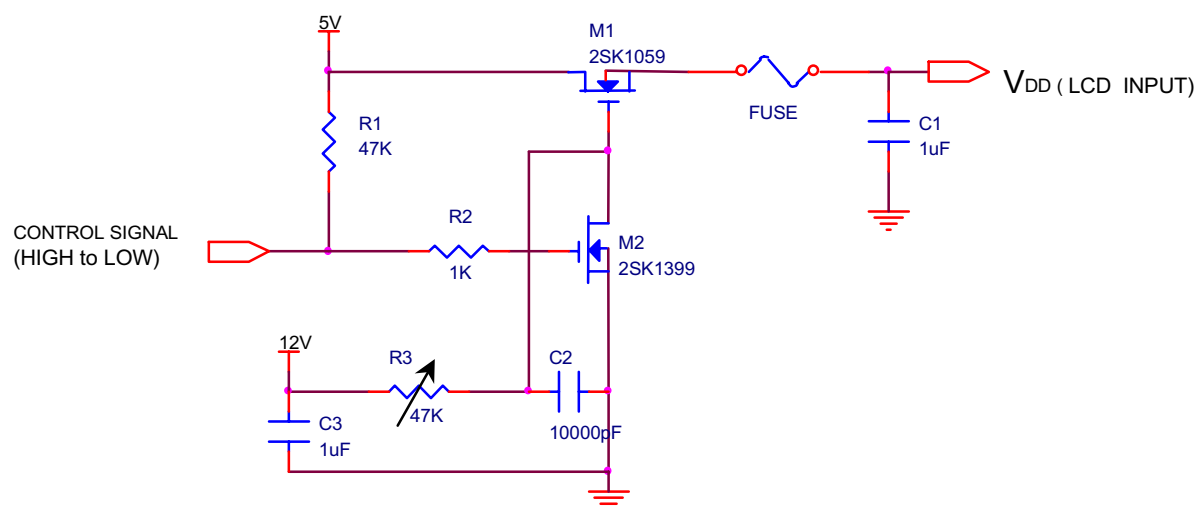 5V
M1
2SK1059
R1
47K
FUSE
VDD ( LCD INPUT)
C1
1uF
CONTROL SIGNAL
(HIGH to LOW)
R2
1K
M2
2SK1399
12V
R3
47K
C2
10000pF
C3
1uF